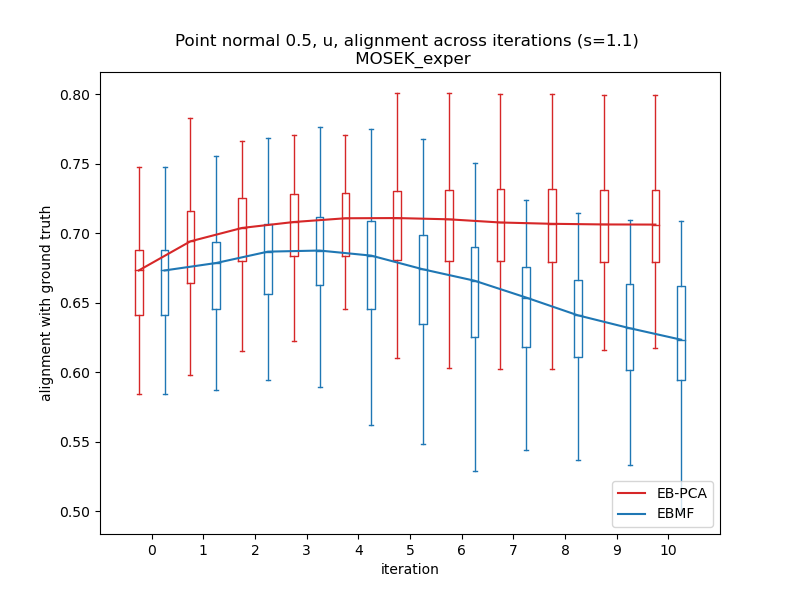 Point normal 0.5, u, alignment across iterations (s=1.1)
MOSEK_exper
0.80
0.75
0.70
0.65
0.60
0.55
0.50
alignment with ground truth
0 1 2 3 4 5 6 7 8 9 10
iteration
EB-PCA
EBMF